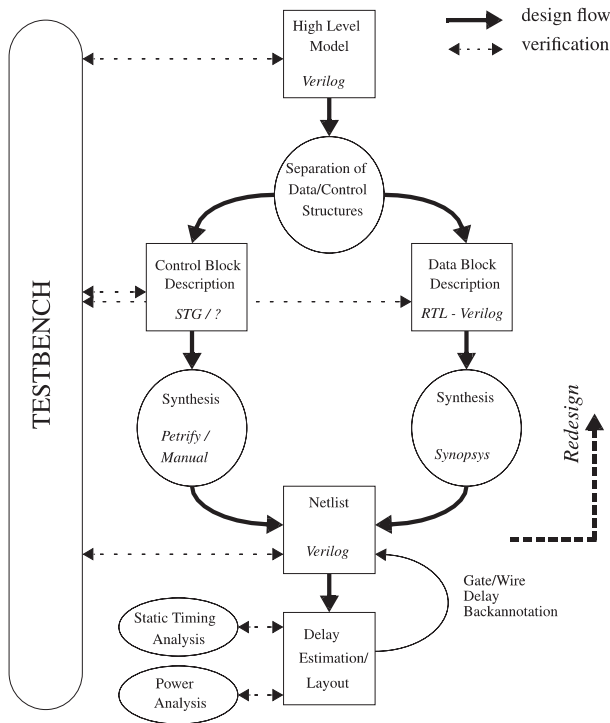 design flow
verification
High Level
Model
Verilog
Separation of
Data/Control
Structures
Control Block
Description
STG / ?
Data Block
Description
RTL - Verilog
TESTBENCH
Synthesis
Petrify /
Manual
Synthesis
Synopsys
Redesign
Netlist
Verilog
Gate/Wire
Delay
Backannotation
Static Timing
Analysis
Delay
Estimation/
Layout
Power
Analysis